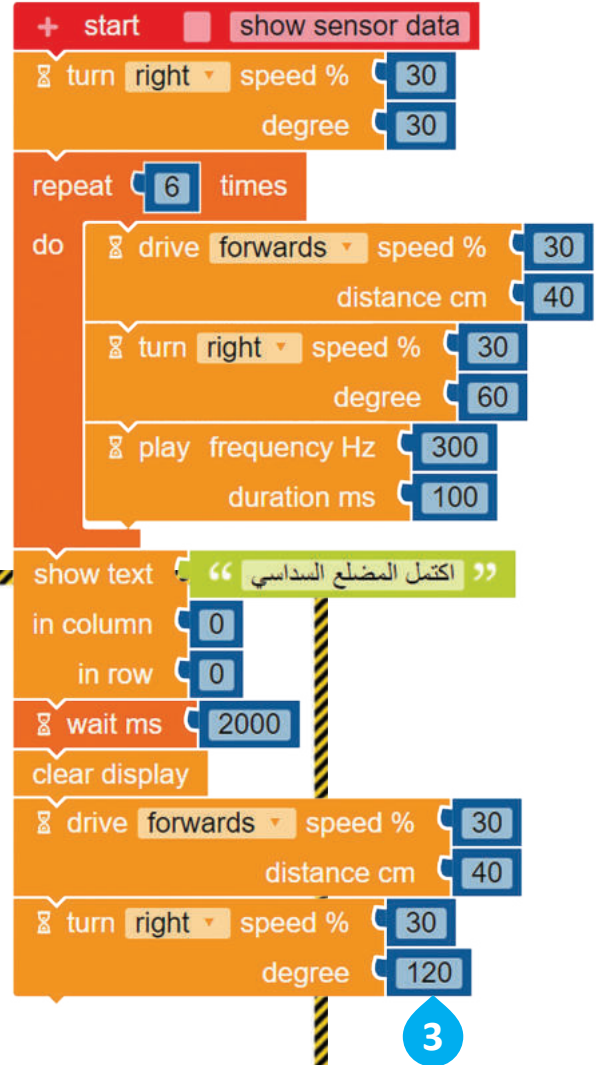 + start show sensor data
turn right speed % 30
degree 30
repeat 6 times
do drive forwards speed % 30
distance cm 40
turn right speed % 30
degree 60
play frequency Hz 300
duration ms 100
show text “ اكتمل المضلع السداسي ”
in column 0
in row 0
wait ms 2000
clear display
drive forwards speed % 30
distance cm 40
turn right speed % 30
degree 120
3